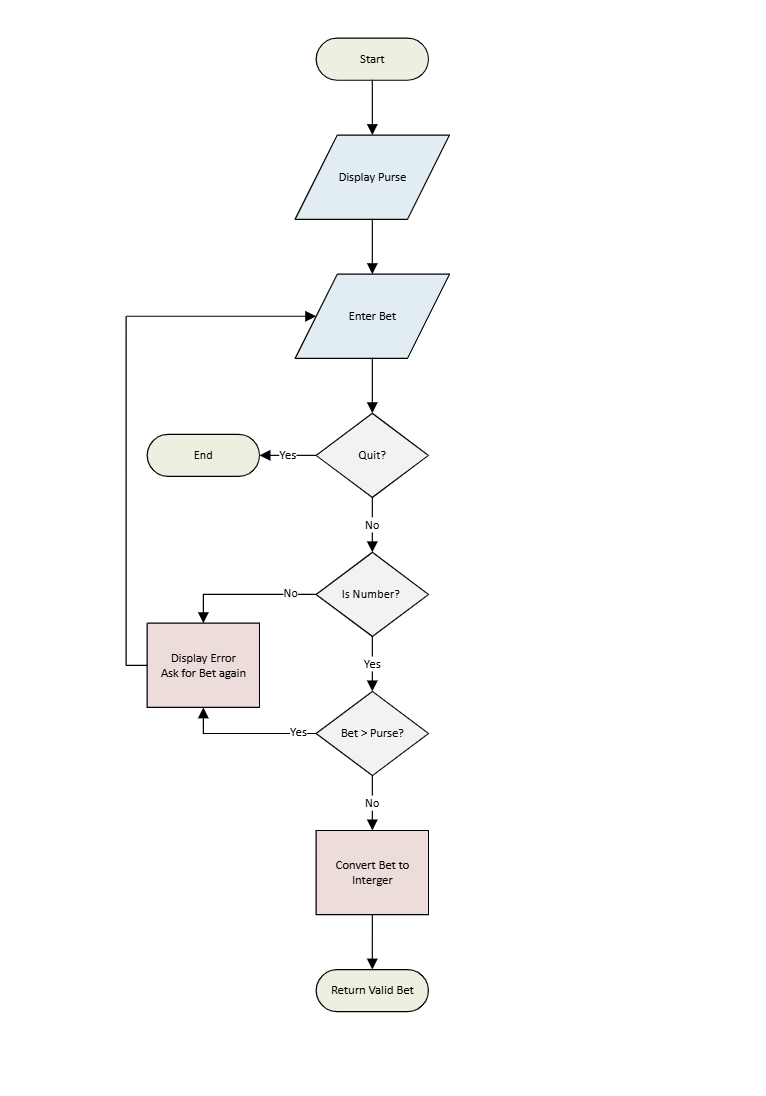 Start
Display Purse
Enter Bet
Quit?
Yes
End
No
Is Number?
No
Display Error
Ask for Bet again
Yes
Bet > Purse?
Yes
No
Convert Bet to
Interger
Return Valid Bet